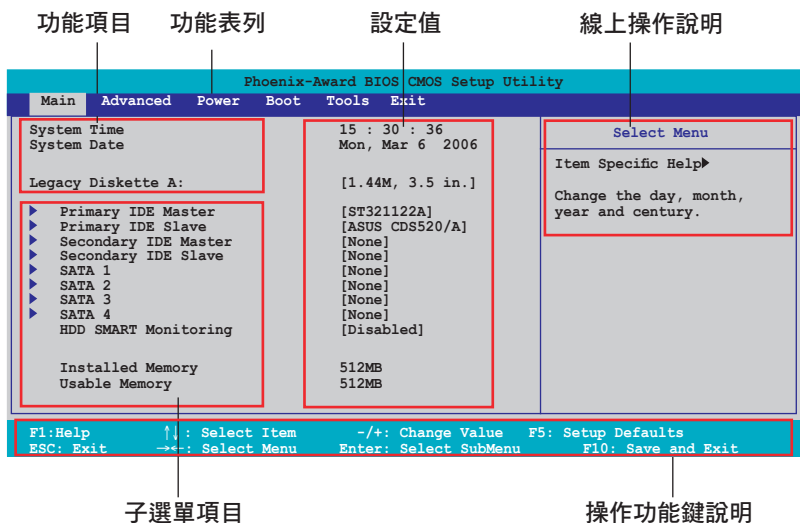 功能項目 功能表列 設定值 線上操作說明
Phoenix-Award BIOS CMOS Setup Utility
Main Advanced Power Boot Tools Exit
System Time 15 : 30 : 36
System Date Mon, Mar 6 2006
Legacy Diskette A: [1.44M, 3.5 in.]
Primary IDE Master [ST321122A]
Primary IDE Slave [ASUS CDS520/A]
Secondary IDE Master [None]
Secondary IDE Slave [None]
SATA 1 [None]
SATA 2 [None]
SATA 3 [None]
SATA 4 [None]
HDD SMART Monitoring [Disabled]
Installed Memory 512MB
Usable Memory 512MB
Select Menu
Item Specific Help▶
Change the day, month,
year and century.
F1:Help ↑↓: Select Item -/+: Change Value F5: Setup Defaults
ESC: Exit →←: Select Menu Enter: Select SubMenu F10: Save and Exit
子選單項目 操作功能鍵說明